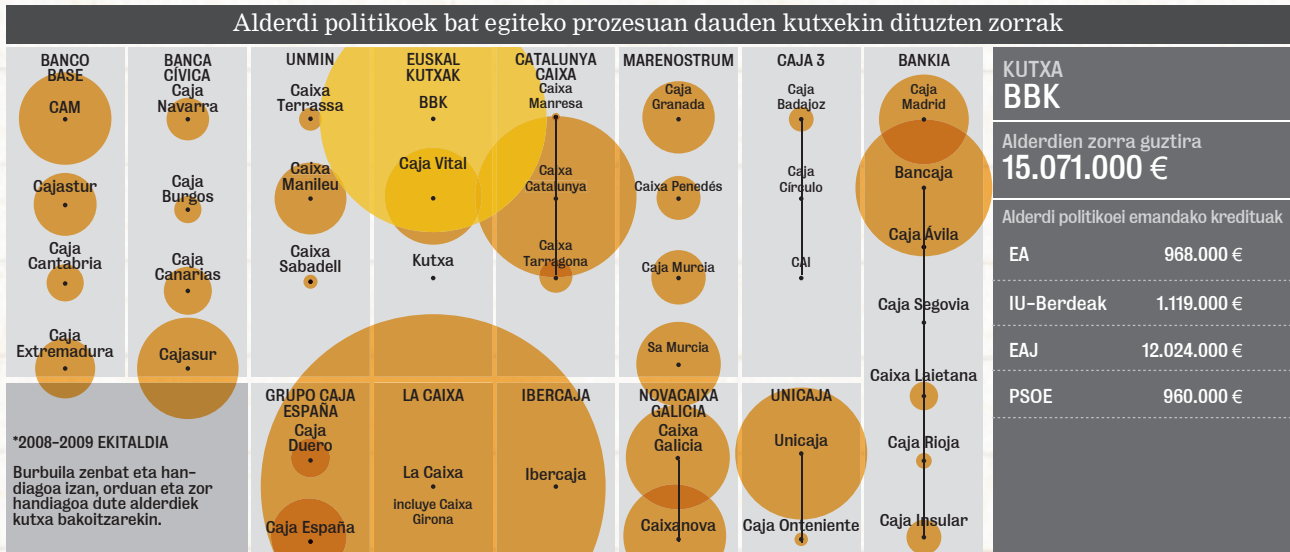 Alderdi politikoek bat egiteko prozesuan dauden kutxekin dituzten zorrak
BANCO
BASE
CAM
Cajastur
Caja
Cantabria
Caja
Extremadura
BANCA
CÍVICA
Caja
Navarra
Caja
Burgos
Caja
Canarias
Cajasur
UNMIN
Caixa
Terrassa
Caixa
Manileu
Caixa
Sabadell
EUSKAL
KUTXAK
BBK
Caja Vital
Kutxa
CATALUNYA
CAIXA
Caixa
Manresa
Caixa
Catalunya
Caixa
Tarragona
MARENOSTRUM
Caja
Granada
Caixa Penedés
Caja Murcia
Sa Murcia
CAJA 3
Caja
Badajoz
Caja
Círculo
CAI
BANKIA
Caja
Madrid
Bancaja
Caja Ávila
Caja Segovia
Caixa Laietana
Caja Rioja
Caja Insular
*2008-2009 EKITALDIA
Burbuila zenbat eta han-
diagoa izan, orduan eta zor
handiagoa dute alderdiek
kutxa bakoitzarekin.
GRUPO CAJA
ESPAÑA
Caja
Duero
Caja España
LA CAIXA
La Caixa
incluye Caixa
Girona
IBERCAJA
Ibercaja
NOVACAIXA
GALICIA
Caixa
Galicia
Caixanova
UNICAJA
Unicaja
Caja Onteniente
KUTXA
BBK
Alderdien zorra guztira
15.071.000 €
Alderdi politikoei emandako kredituak
EA 968.000 €
IU-Berdeak 1.119.000 €
EAJ 12.024.000 €
PSOE 960.000 €